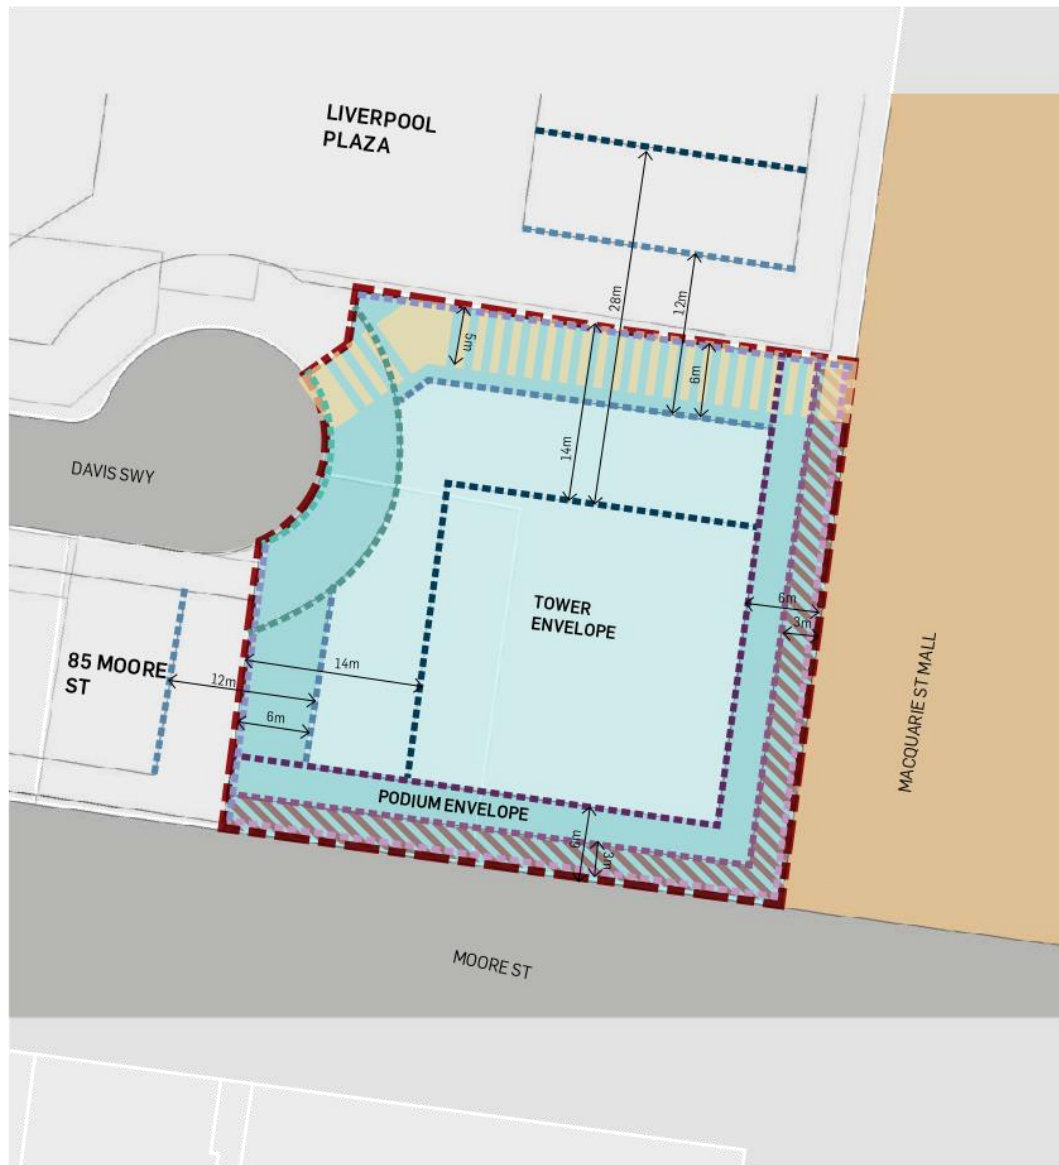 LIVERPOOL
PLAZA
28m
12m
5m
6m
14m
DAVIS SWY
TOWER
ENVELOPE
6m
3m
85 MOORE
ST
14m
12m
6m
MACQUARIE ST MALL
PODIUM ENVELOPE
6m
3m
MOORE ST